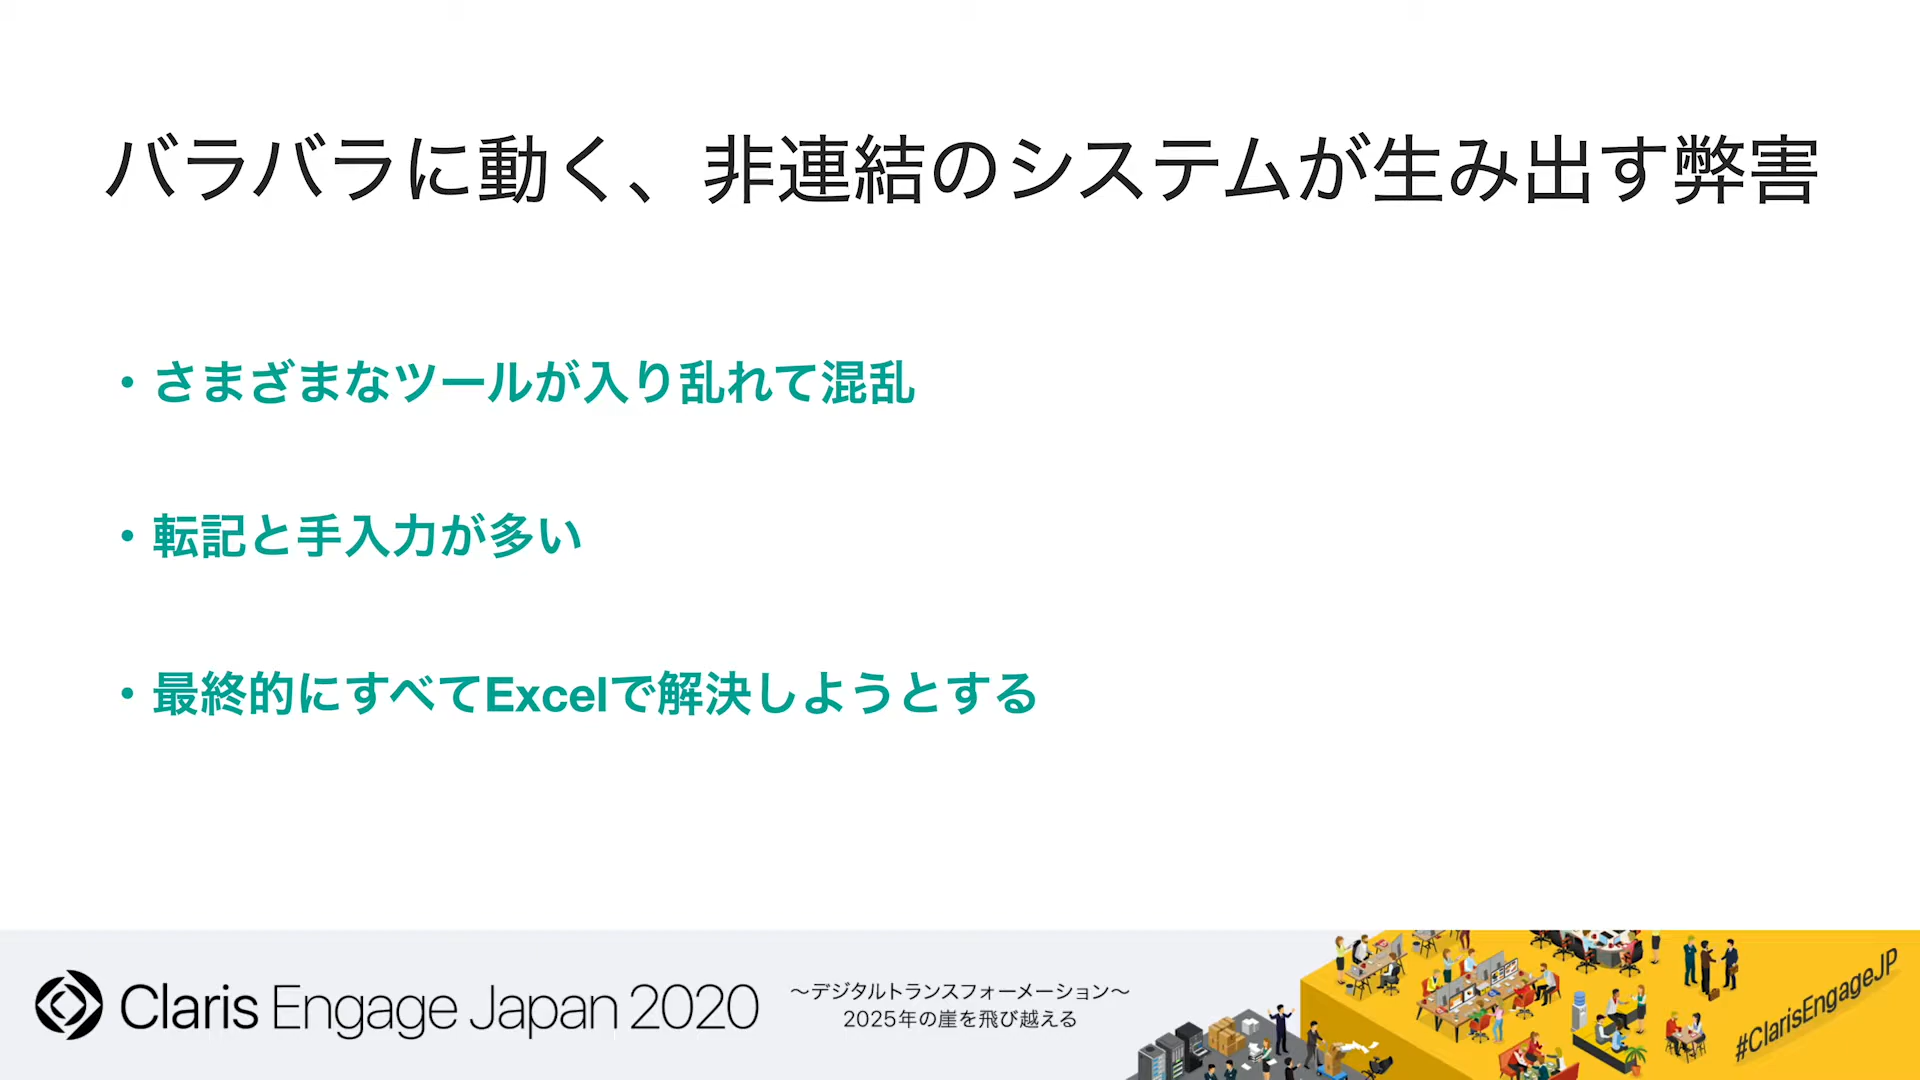 バラバラに動く、非連結のシステムが生み出す弊害
・さまざまなツールが入り乱れて混乱
・転記と手入力が多い
・最終的にすべてExcelで解決しようとする
Claris Engage Japan 2020
〜デジタルトランスフォーメーション〜
2025年の崖を飛び越える
#ClarisEngageJP